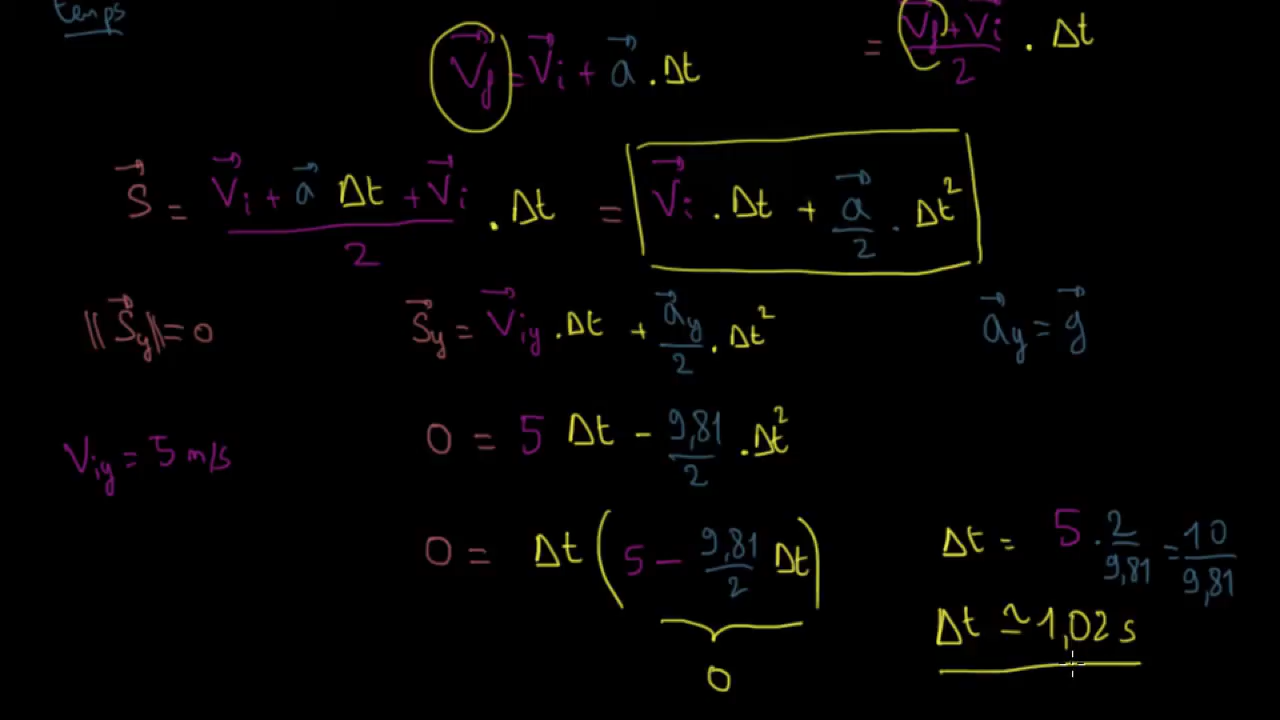 temps
V⃗f = V⃗i + a⃗ . Δt
= (V⃗f + V⃗i)/2 . Δt
S⃗ = (V⃗i + a⃗ Δt + V⃗i)/2 . Δt = V⃗i . Δt + a⃗/2 . Δt²
||S⃗y|| = 0
S⃗y = V⃗iy . Δt + a⃗y/2 . Δt²
a⃗y = g⃗
Viy = 5 m/s
0 = 5 Δt - 9,81/2 . Δt²
0 = Δt (5 - 9,81/2 Δt)
0
Δt = 5 . 2/9,81 = 10/9,81
Δt ≃ 1,02 s